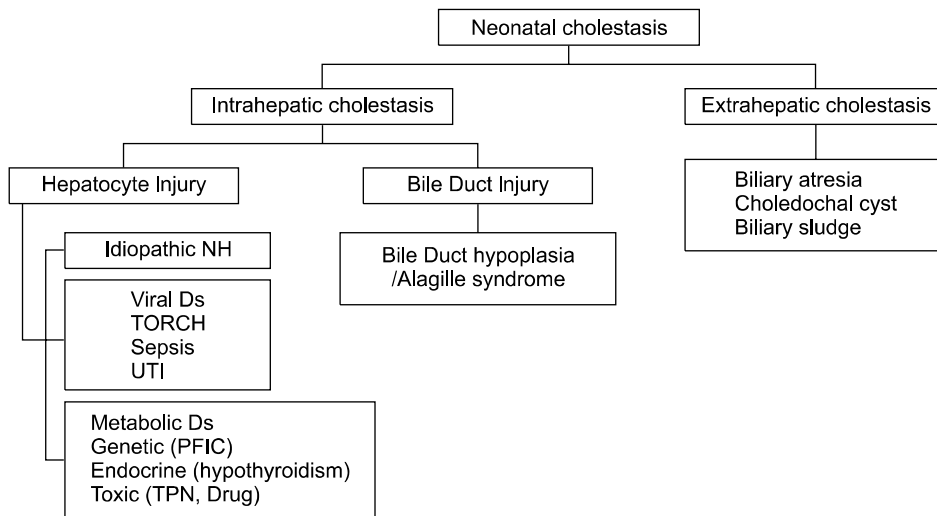 Neonatal cholestasis
Intrahepatic cholestasis
Extrahepatic cholestasis
Hepatocyte Injury
Bile Duct Injury
Biliary atresia
Choledochal cyst
Biliary sludge
Idiopathic NH
Bile Duct hypoplasia
/Alagille syndrome
Viral Ds
TORCH
Sepsis
UTI
Metabolic Ds
Genetic (PFIC)
Endocrine (hypothyroidism)
Toxic (TPN, Drug)